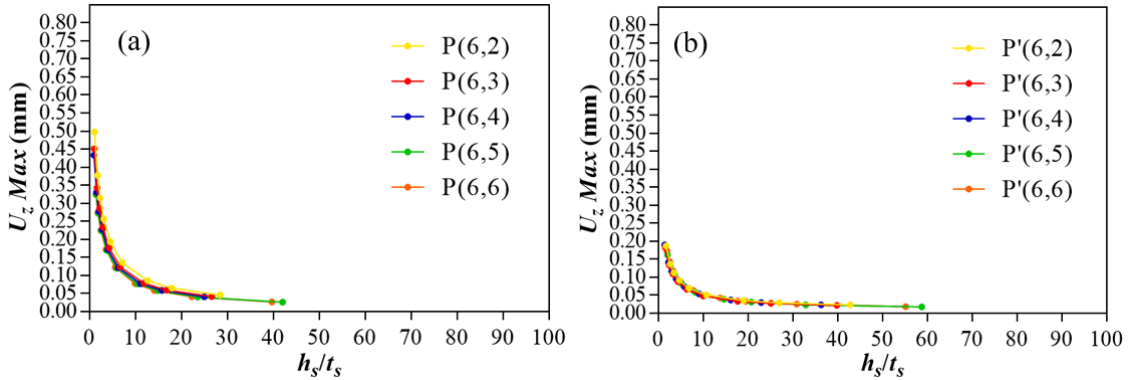 (a)
U_z Max (mm)
0.80
0.75
0.70
0.65
0.60
0.55
0.50
0.45
0.40
0.35
0.30
0.25
0.20
0.15
0.10
0.05
0.00
P(6,2)
P(6,3)
P(6,4)
P(6,5)
P(6,6)
0 10 20 30 40 50 60 70 80 90 100
h_s/t_s
(b)
U_z Max (mm)
0.80
0.75
0.70
0.65
0.60
0.55
0.50
0.45
0.40
0.35
0.30
0.25
0.20
0.15
0.10
0.05
0.00
P'(6,2)
P'(6,3)
P'(6,4)
P'(6,5)
P'(6,6)
0 10 20 30 40 50 60 70 80 90 100
h_s/t_s